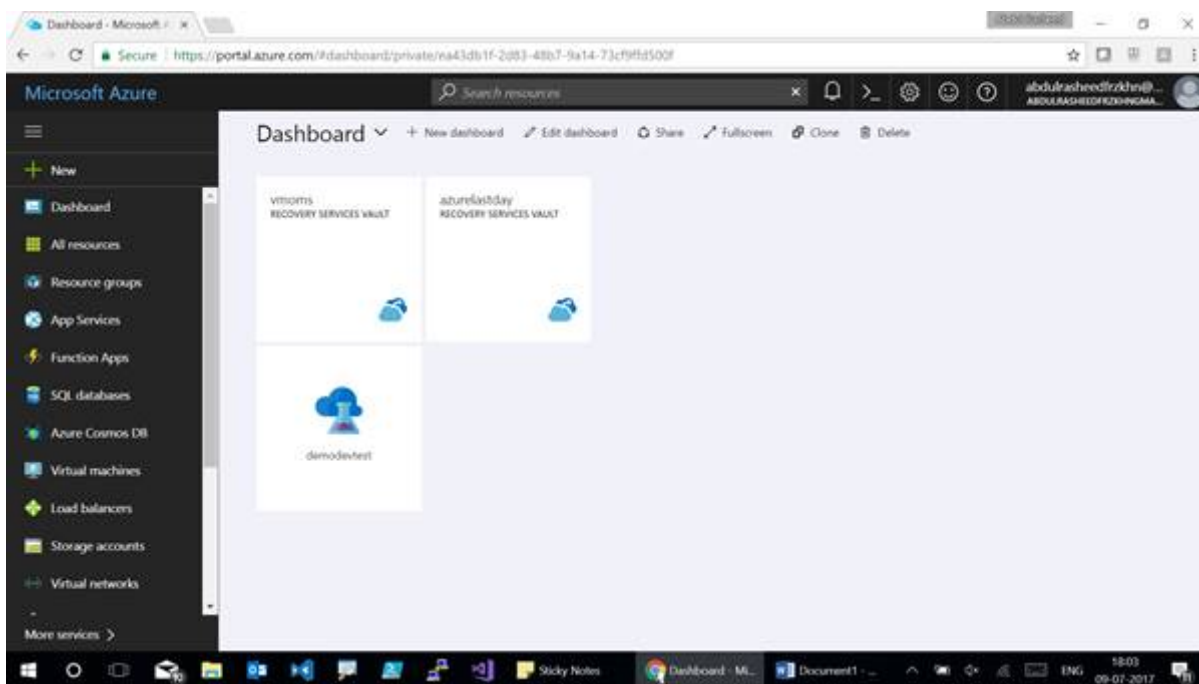 Dashboard - Microsoft
Secure
https://portal.azure.com/#dashboard/private/
Microsoft Azure
Search resources
abdulrasheedfrzkhn@...
New
Dashboard
+ New dashboard
Edit dashboard
Share
Fullscreen
Clone
Delete
Dashboard
All resources
Resource groups
App Services
Function Apps
SQL databases
Azure Cosmos DB
Virtual machines
Load balancers
Storage accounts
Virtual networks
More services >
vmoms
RECOVERY SERVICES VAULT
azurelastday
RECOVERY SERVICES VAULT
demodevtest
Sticky Notes
Dashboard - Mi...
Document1 - ...
ENG
18:03
09-07-2017